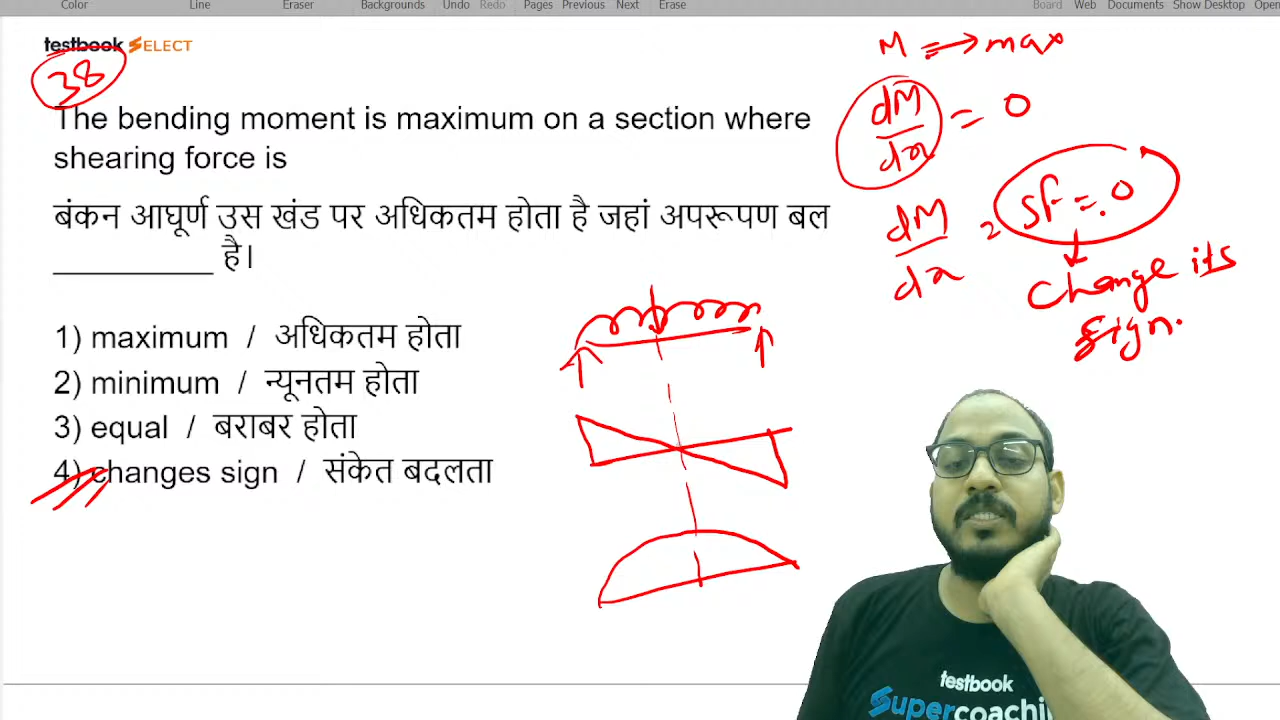 Color Line Eraser Backgrounds Undo Redo Pages Previous Next Erase Board Web Documents Show Desktop Open
testbook SELECT
38
The bending moment is maximum on a section where
shearing force is
बंकन आघूर्ण उस खंड पर अधिकतम होता है जहां अपरूपण बल
__________ है।
1) maximum / अधिकतम होता
2) minimum / न्यूनतम होता
3) equal / बराबर होता
4) changes sign / संकेत बदलता
M → max
dM/dx = 0
dM/dx = SF = 0
Change its
sign.
testbook
Supercoachi